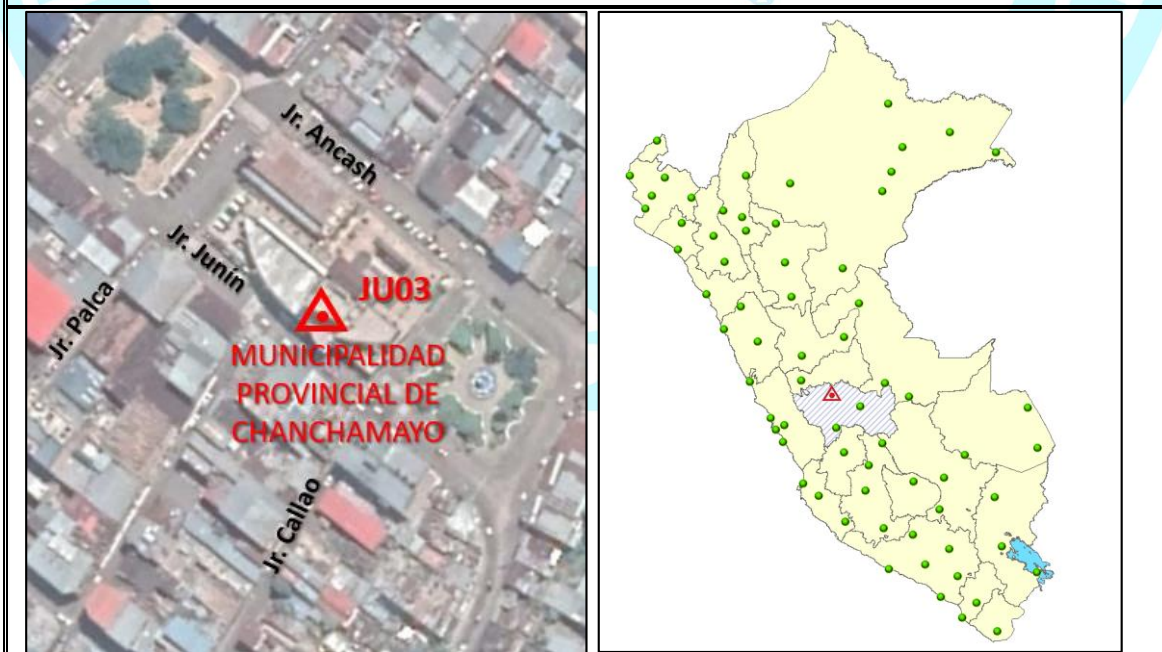 Jr. Ancash
Jr. Junín
JU03
Jr. Palca
MUNICIPALIDAD
PROVINCIAL DE
CHANCHAMAYO
Jr. Callao